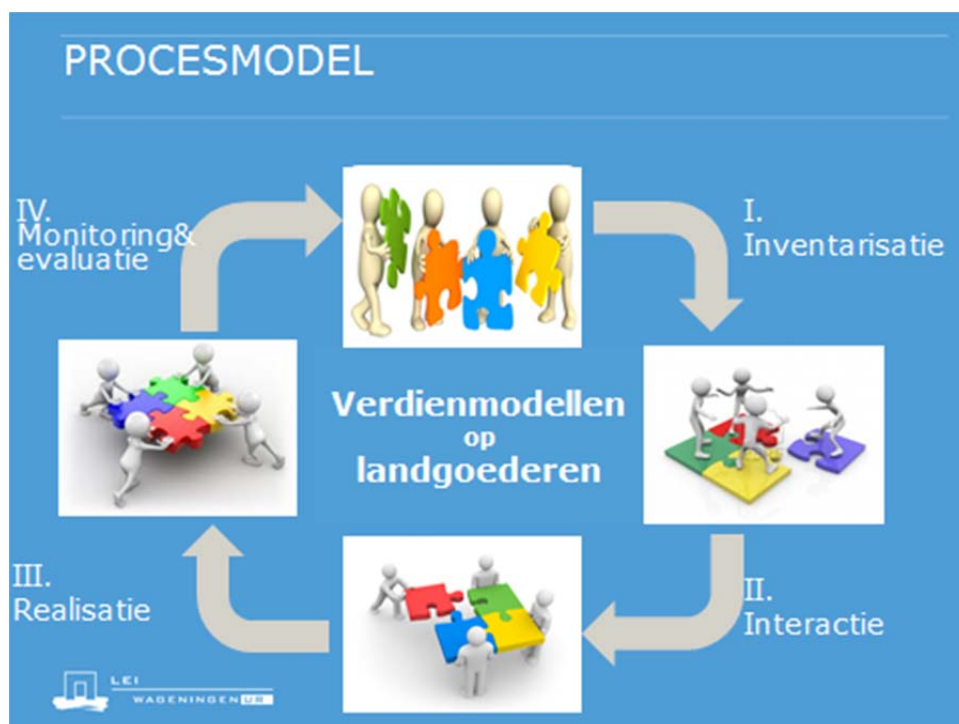 PROCESMODEL
IV.
Monitoring&
evaluatie
I.
Inventarisatie
Verdienmodellen
op
landgoederen
III.
Realisatie
II.
Interactie
LEI
WAGENINGEN UR